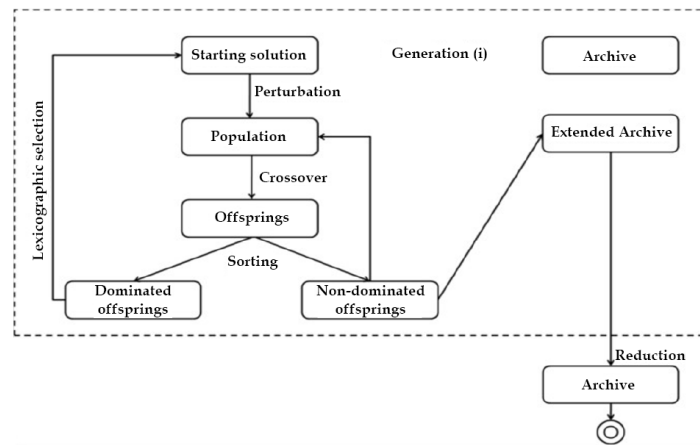 Starting solution
Generation (i)
Archive
Perturbation
Population
Extended Archive
Crossover
Lexicographic selection
Offsprings
Sorting
Dominated
offsprings
Non-dominated
offsprings
Reduction
Archive